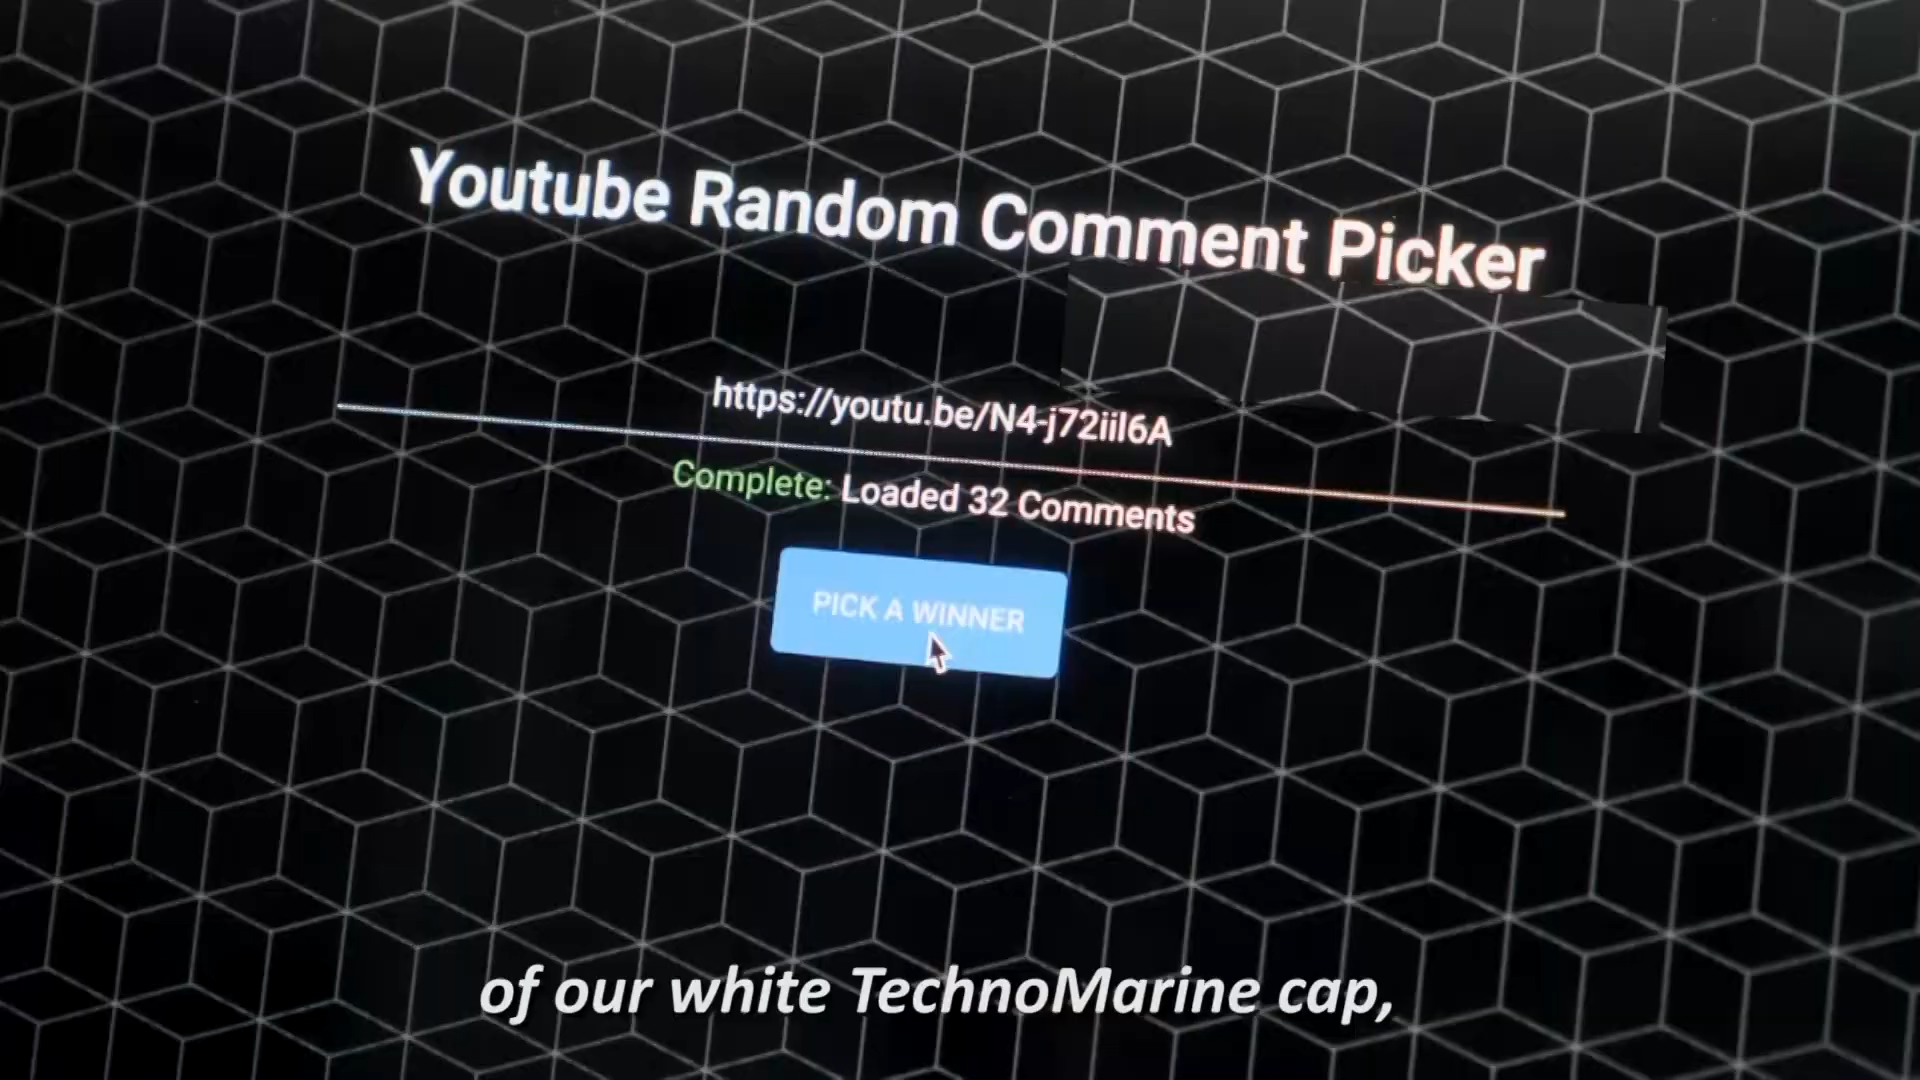 Youtube Random Comment Picker
https://youtu.be/N4-j72iil6A
Complete: Loaded 32 Comments
PICK A WINNER
of our white TechnoMarine cap,